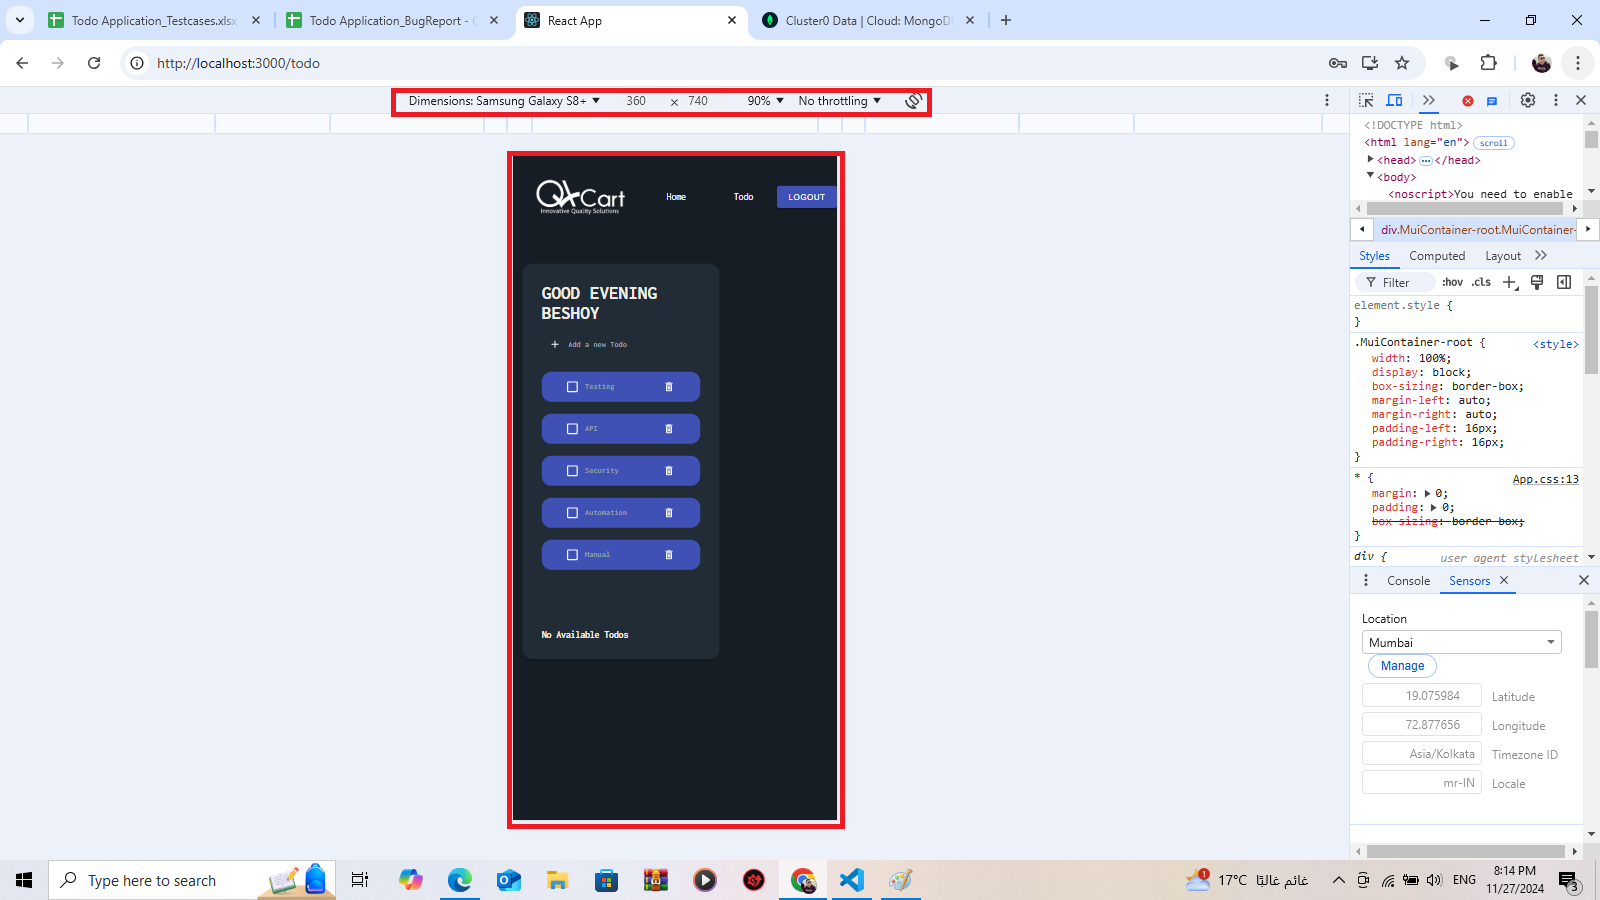 Todo Application_Testcases.xlsx
Todo Application_BugReport -
React App
Cluster0 Data | Cloud: MongoD
http://localhost:3000/todo
Dimensions: Samsung Galaxy S8+ 360 × 740 90% No throttling
QACart
Innovative Quality Solutions
Home Todo LOGOUT
GOOD EVENING
BESHOY
+ Add a new Todo
Testing
API
Security
Automation
Manual
No Available Todos
<!DOCTYPE html>
<html lang="en"> scroll
<head> </head>
<body>
<noscript>You need to enable
div.MuiContainer-root.MuiContainer-
Styles Computed Layout
Filter :hov .cls
element.style {
}
.MuiContainer-root { <style>
width: 100%;
display: block;
box-sizing: border-box;
margin-left: auto;
margin-right: auto;
padding-left: 16px;
padding-right: 16px;
}
* { App.css:13
margin: 0;
padding: 0;
box-sizing: border-box;
}
div { user agent stylesheet
Console Sensors
Location
Mumbai
Manage
19.075984 Latitude
72.877656 Longitude
Asia/Kolkata Timezone ID
mr-IN Locale
Type here to search
1
17°C غائم غالبًا
ENG
8:14 PM
11/27/2024
3